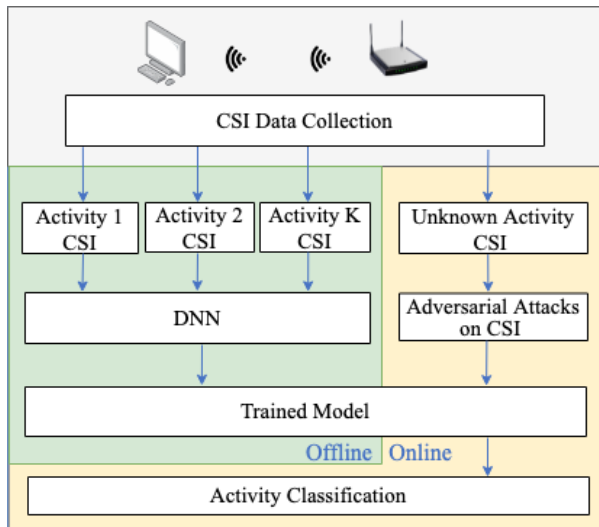 CSI Data Collection
Activity 1
CSI
Activity 2
CSI
Activity K
CSI
Unknown Activity
CSI
DNN
Adversarial Attacks
on CSI
Trained Model
Offline
Online
Activity Classification